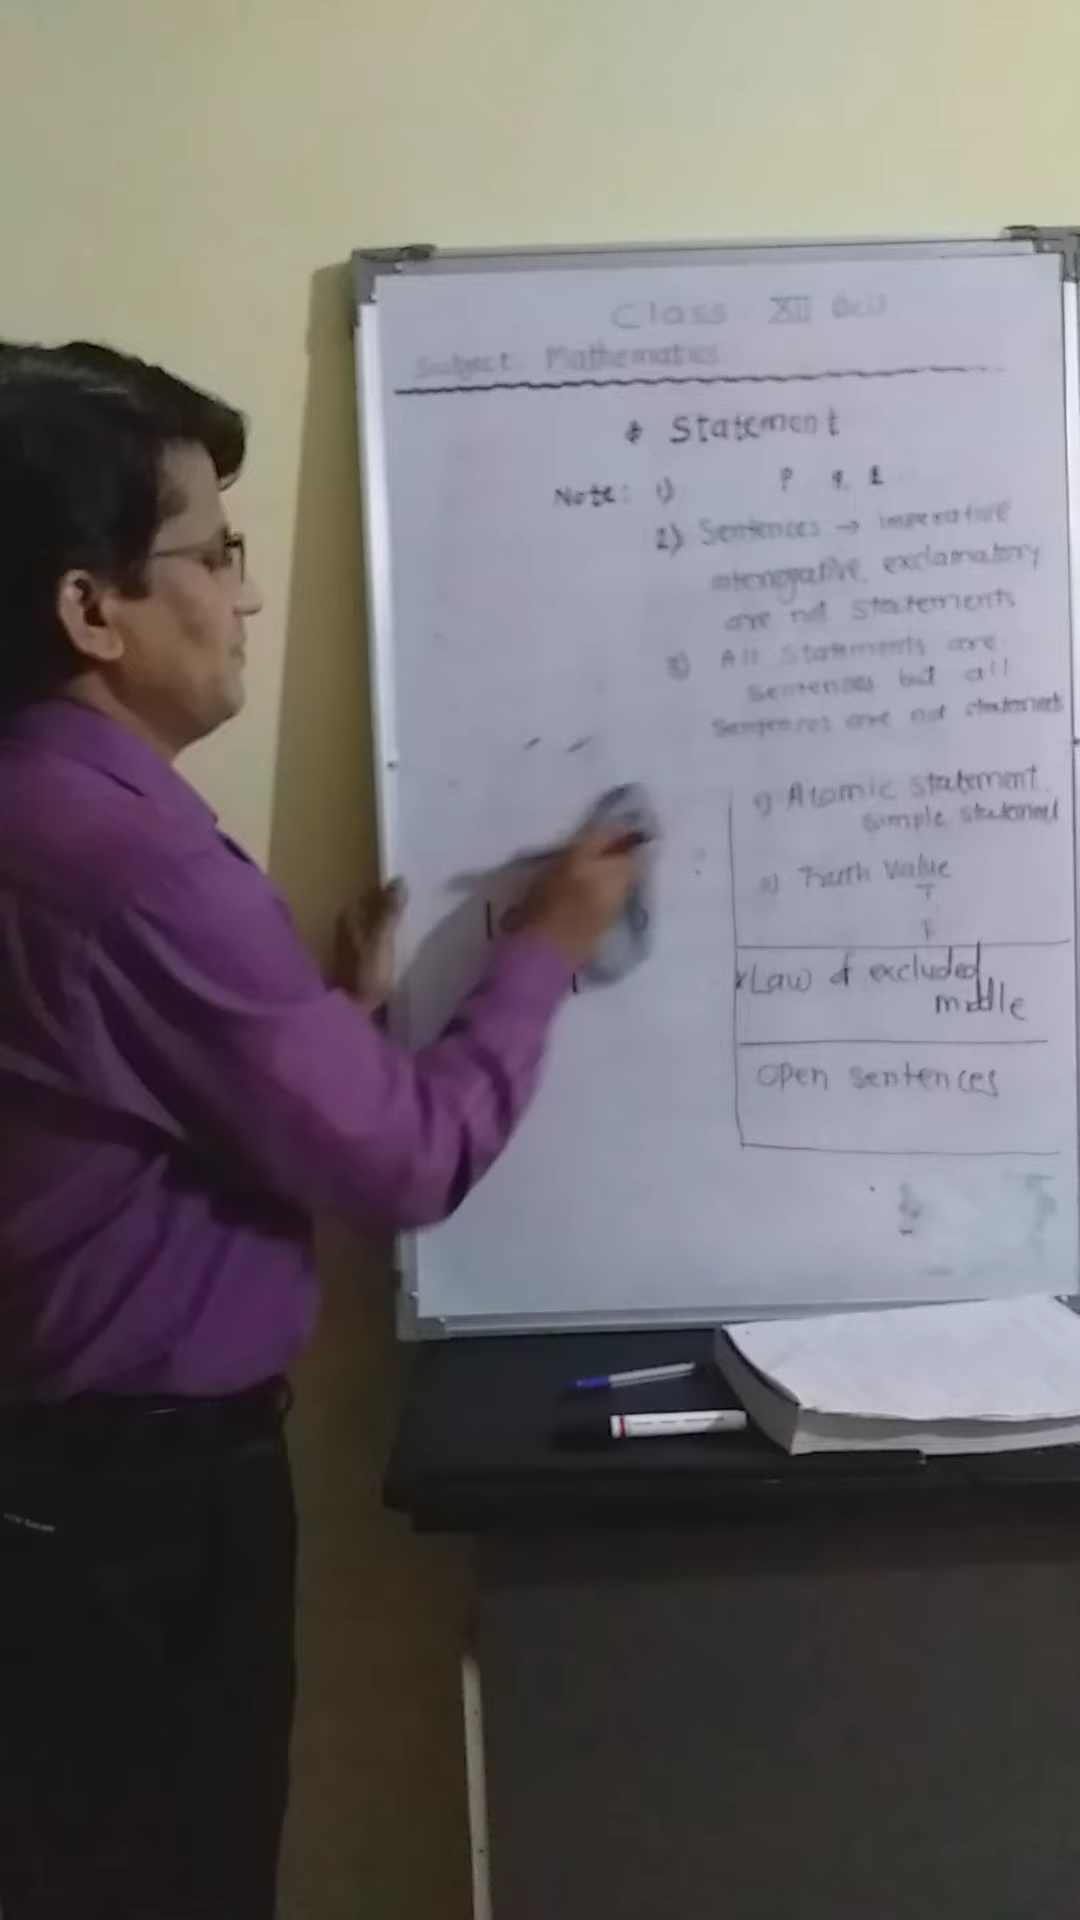 Class XII
Subject: Mathematics
* Statement
Note: 1) P q,
2) Sentences → imperative
interrogative, exclamatory
are not statements
3) All statements are
sentences but all
sentences are not statements
1) Atomic statement
simple statement
2) Truth Value
T
F
* Law of excluded
middle
Open sentences